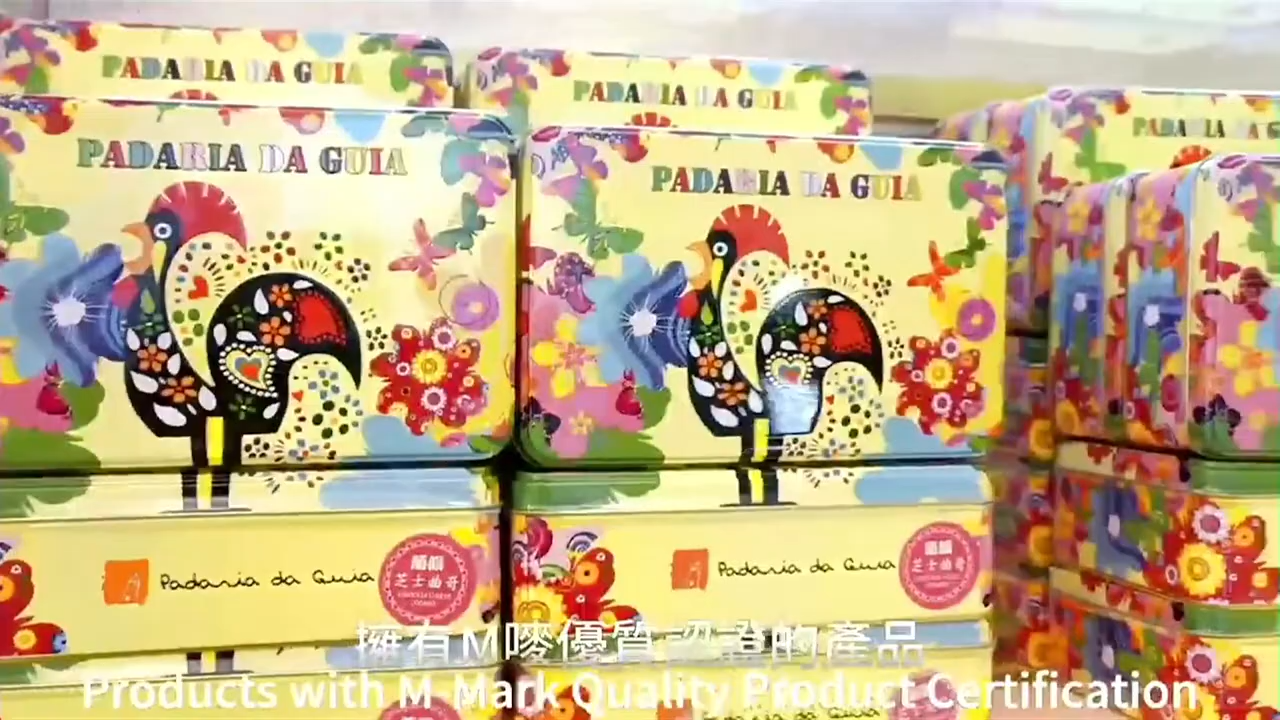 PADARIA DA GUIA
PADARIA DA GUIA
PADARIA DA GUIA
PADARIA DA GUIA
PADARIA DA G
Padaria da Guia
芝士曲奇
Padaria da Guia
芝士曲奇
擁有M嘜優質認證的產品
Products with M-Mark Quality Product Certification